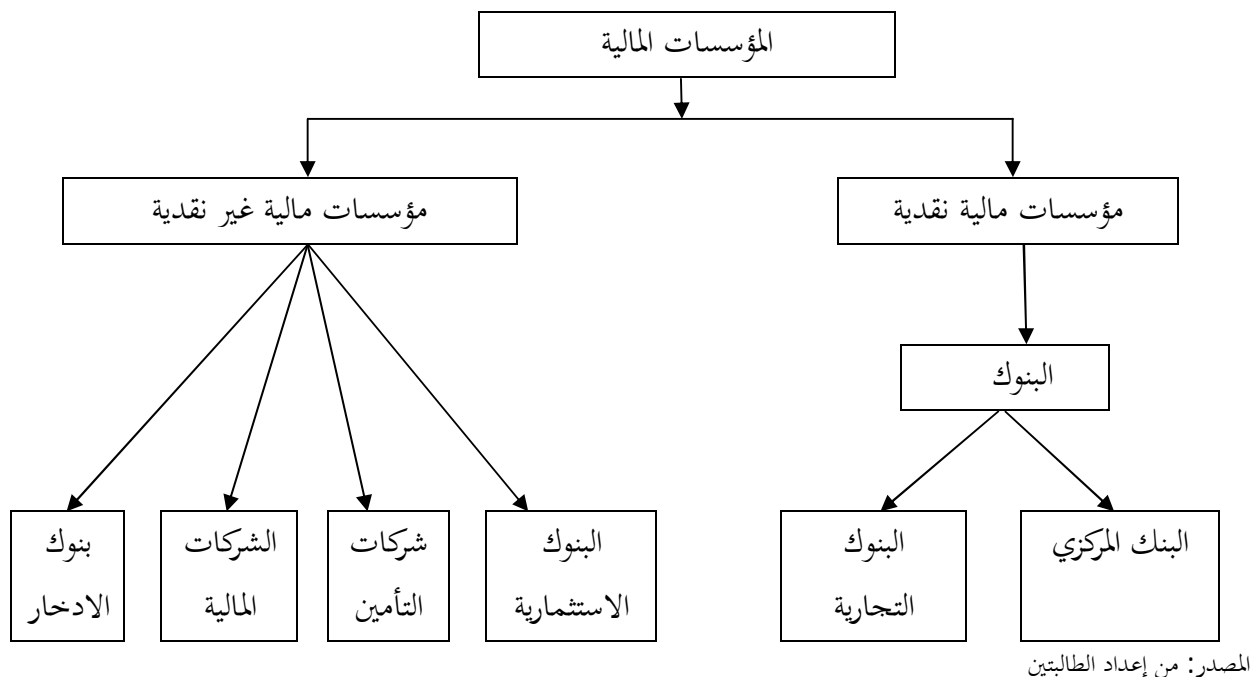 المؤسسات المالية
مؤسسات مالية نقدية
مؤسسات مالية غير نقدية
البنوك
البنك المركزي
البنوك
التجارية
البنوك
الاستثمارية
شركات
التأمين
الشركات
المالية
بنوك
الادخار
المصدر: من إعداد الطالبتين